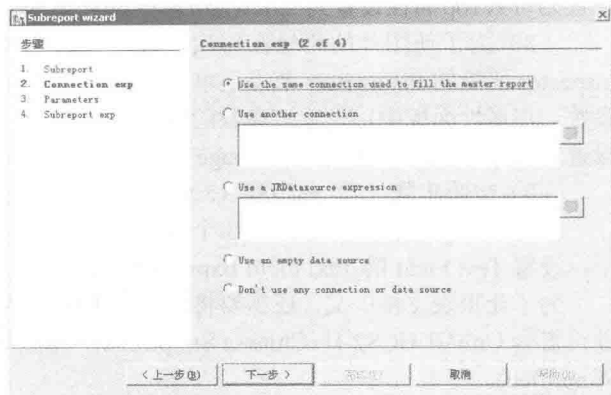 Subreport wizard
步骤
1. Subreport
2. Connection exp
3. Parameters
4. Subreport exp
Connection exp (2 of 4)
Use the same connection used to fill the master report
Use another connection
Use a JRDatasource expression
Use an empty data source
Don't use any connection or data source
< 上一步(B)
下一步 >
取消